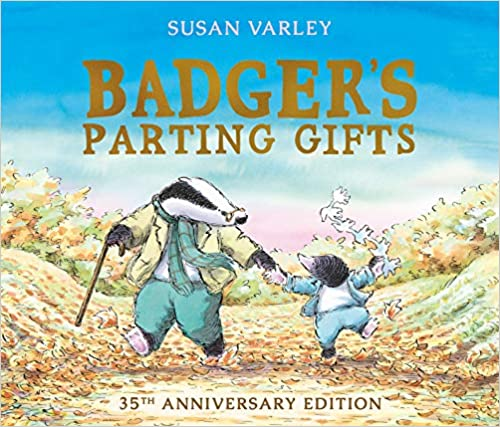 SUSAN VARLEY
BADGER'S
PARTING GIFTS
35TH ANNIVERSARY EDITION